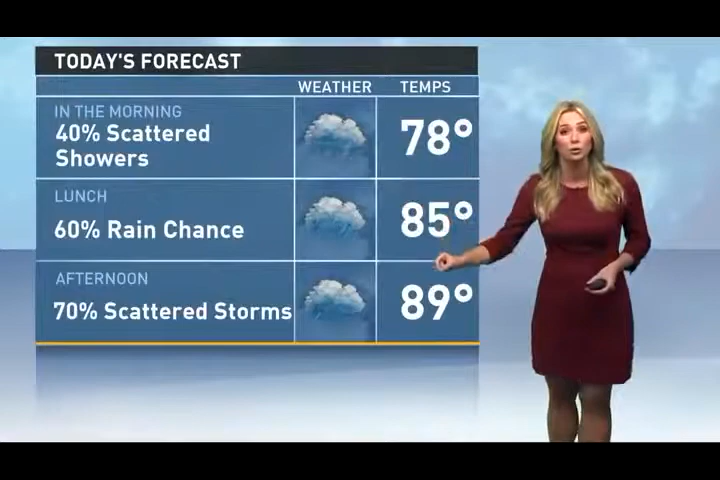 TODAY'S FORECAST
WEATHER TEMPS
IN THE MORNING
40% Scattered
Showers
78°
LUNCH
60% Rain Chance
85°
AFTERNOON
70% Scattered Storms
89°